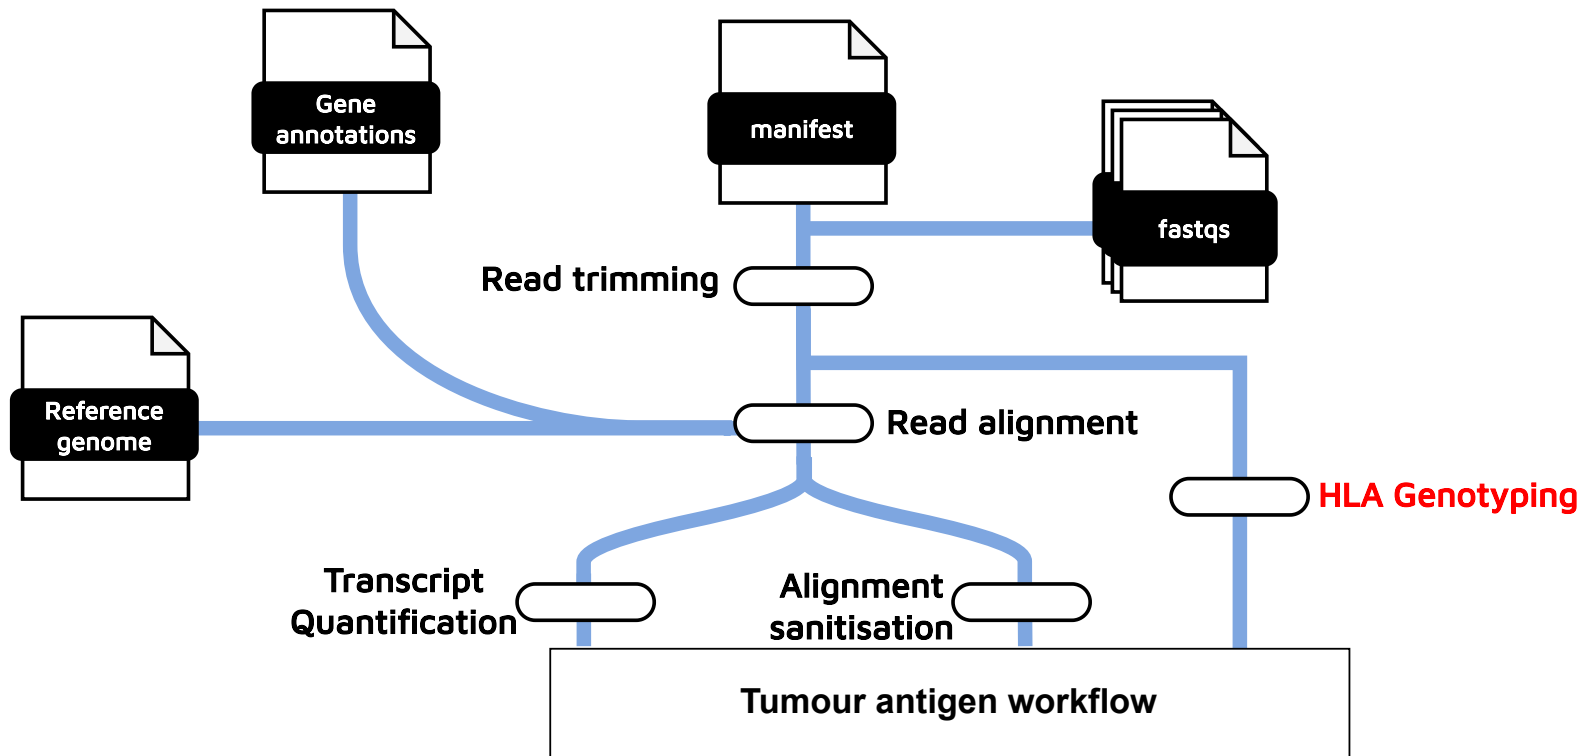 Gene
annotations
manifest
fastqs
Read trimming
Reference
genome
Read alignment
HLA Genotyping
Transcript
Quantification
Alignment
sanitisation
Tumour antigen workflow